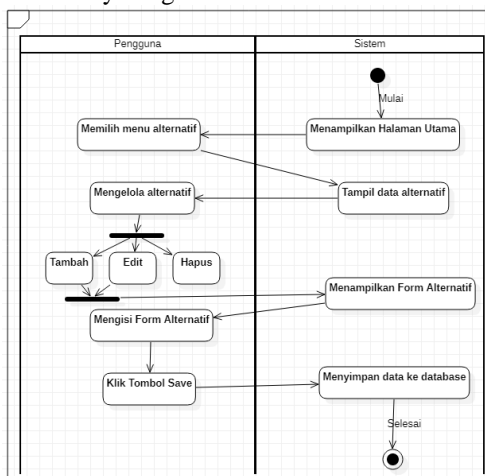 Pengguna
Sistem
Mulai
Memilih menu alternatif
Menampilkan Halaman Utama
Mengelola alternatif
Tampil data alternatif
Tambah
Edit
Hapus
Menampilkan Form Alternatif
Mengisi Form Alternatif
Klik Tombol Save
Menyimpan data ke database
Selesai